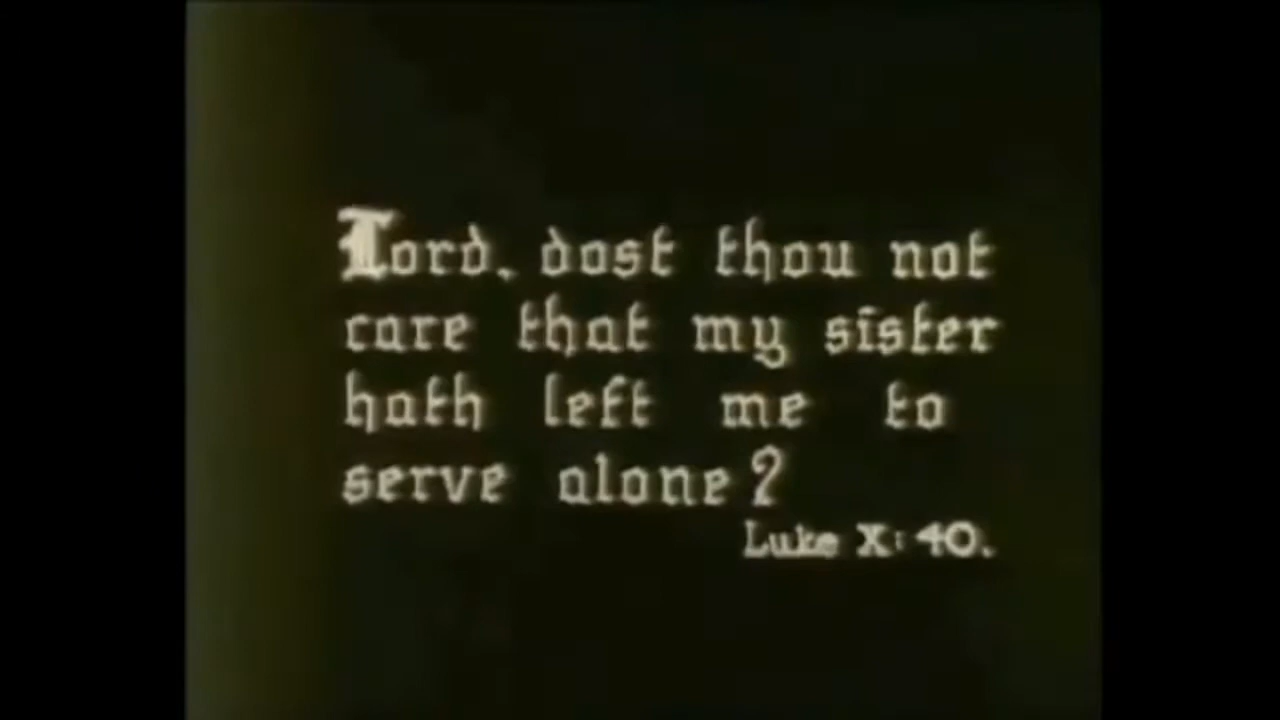 Lord, dost thou not
care that my sister
hath left me to
serve alone?
Luke X: 40.